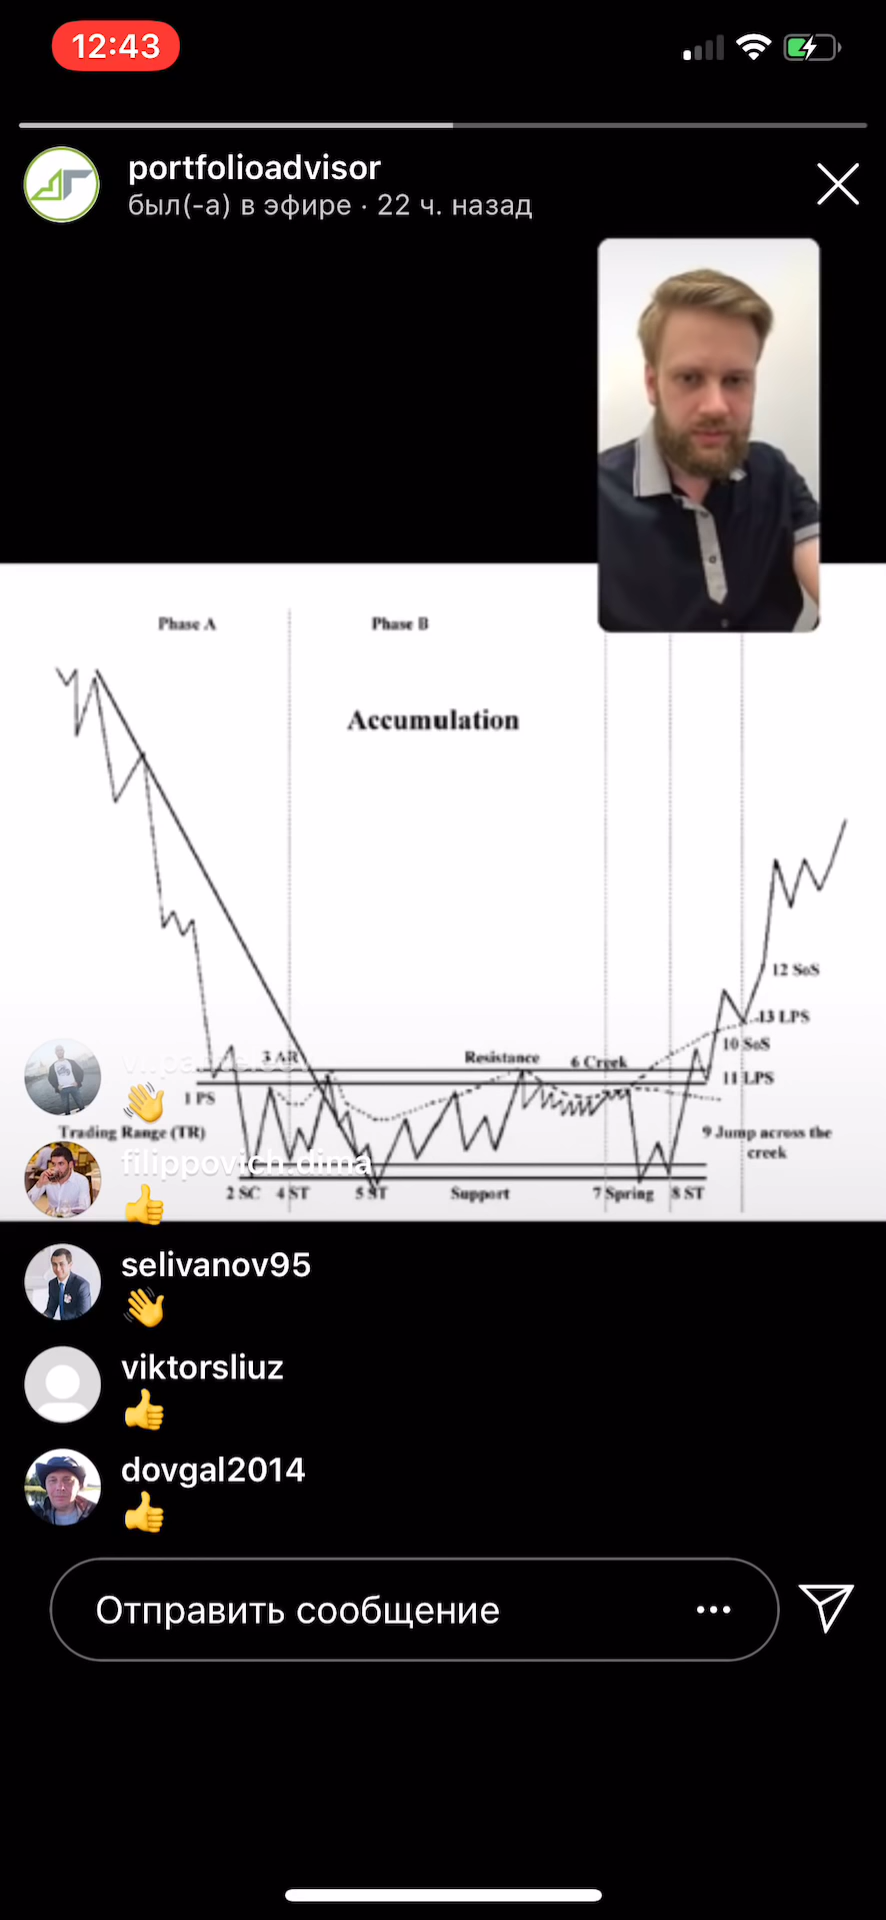 12:43
portfolioadvisor
был(-а) в эфире · 22 ч. назад
Phase A
Phase B
Accumulation
12 SoS
13 LPS
10 SoS
3 AR
Resistance
6 Creek
11 LPS
1 PS
Trading Range (TR)
9 Jump across the
creek
filippovich.dima
2 SC
4 ST
5 ST
Support
7 Spring
8 ST
selivanov95
viktorsliuz
dovgal2014
Отправить сообщение